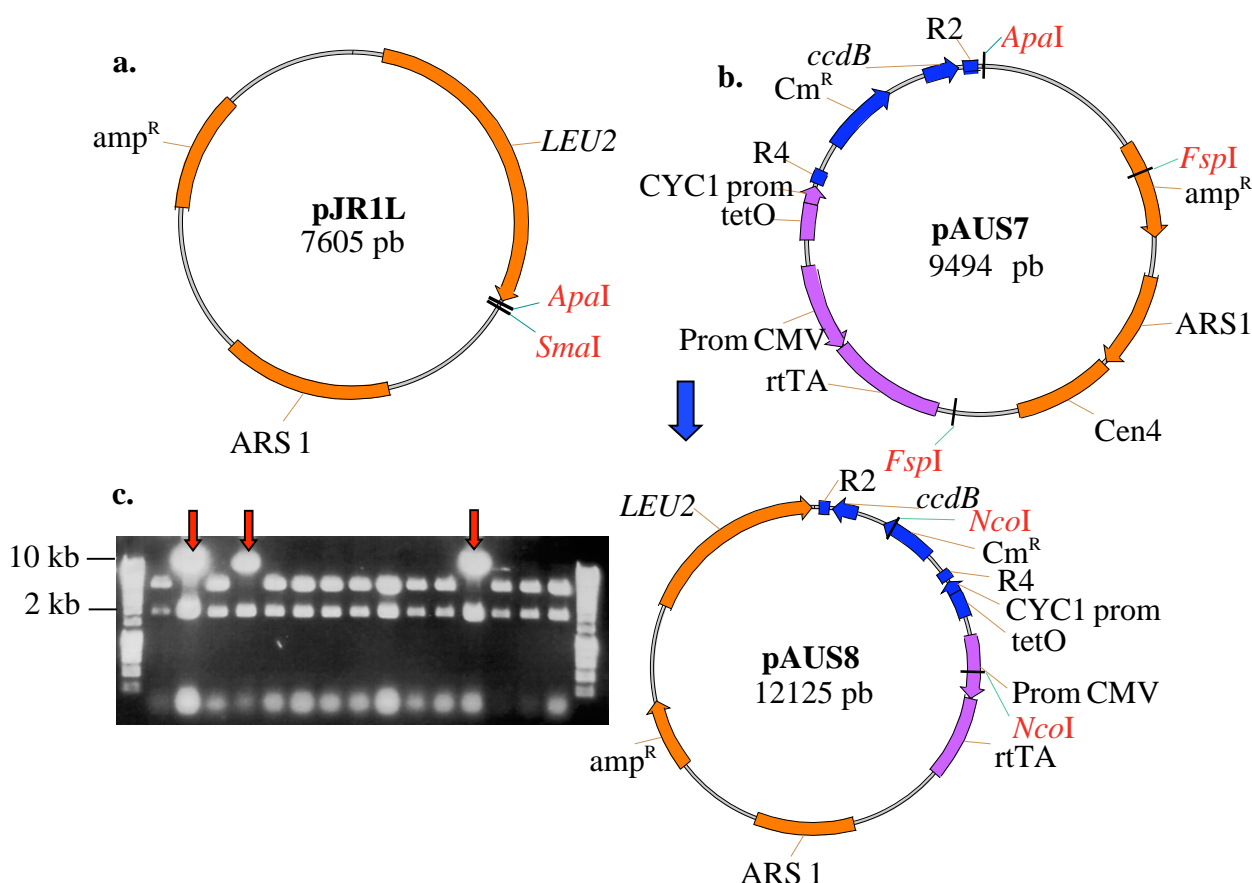 a.
amp^R
LEU2
pJR1L
7605 pb
ApaI
SmaI
ARS 1
b.
R2
ApaI
ccdB
Cm^R
FspI
R4
amp^R
CYC1 prom
tetO
pAUS7
9494 pb
Prom CMV
ARS1
rtTA
Cen4
FspI
c.
10 kb
2 kb
R2
LEU2
ccdB
NcoI
Cm^R
R4
CYC1 prom
tetO
pAUS8
12125 pb
Prom CMV
NcoI
rtTA
amp^R
ARS 1